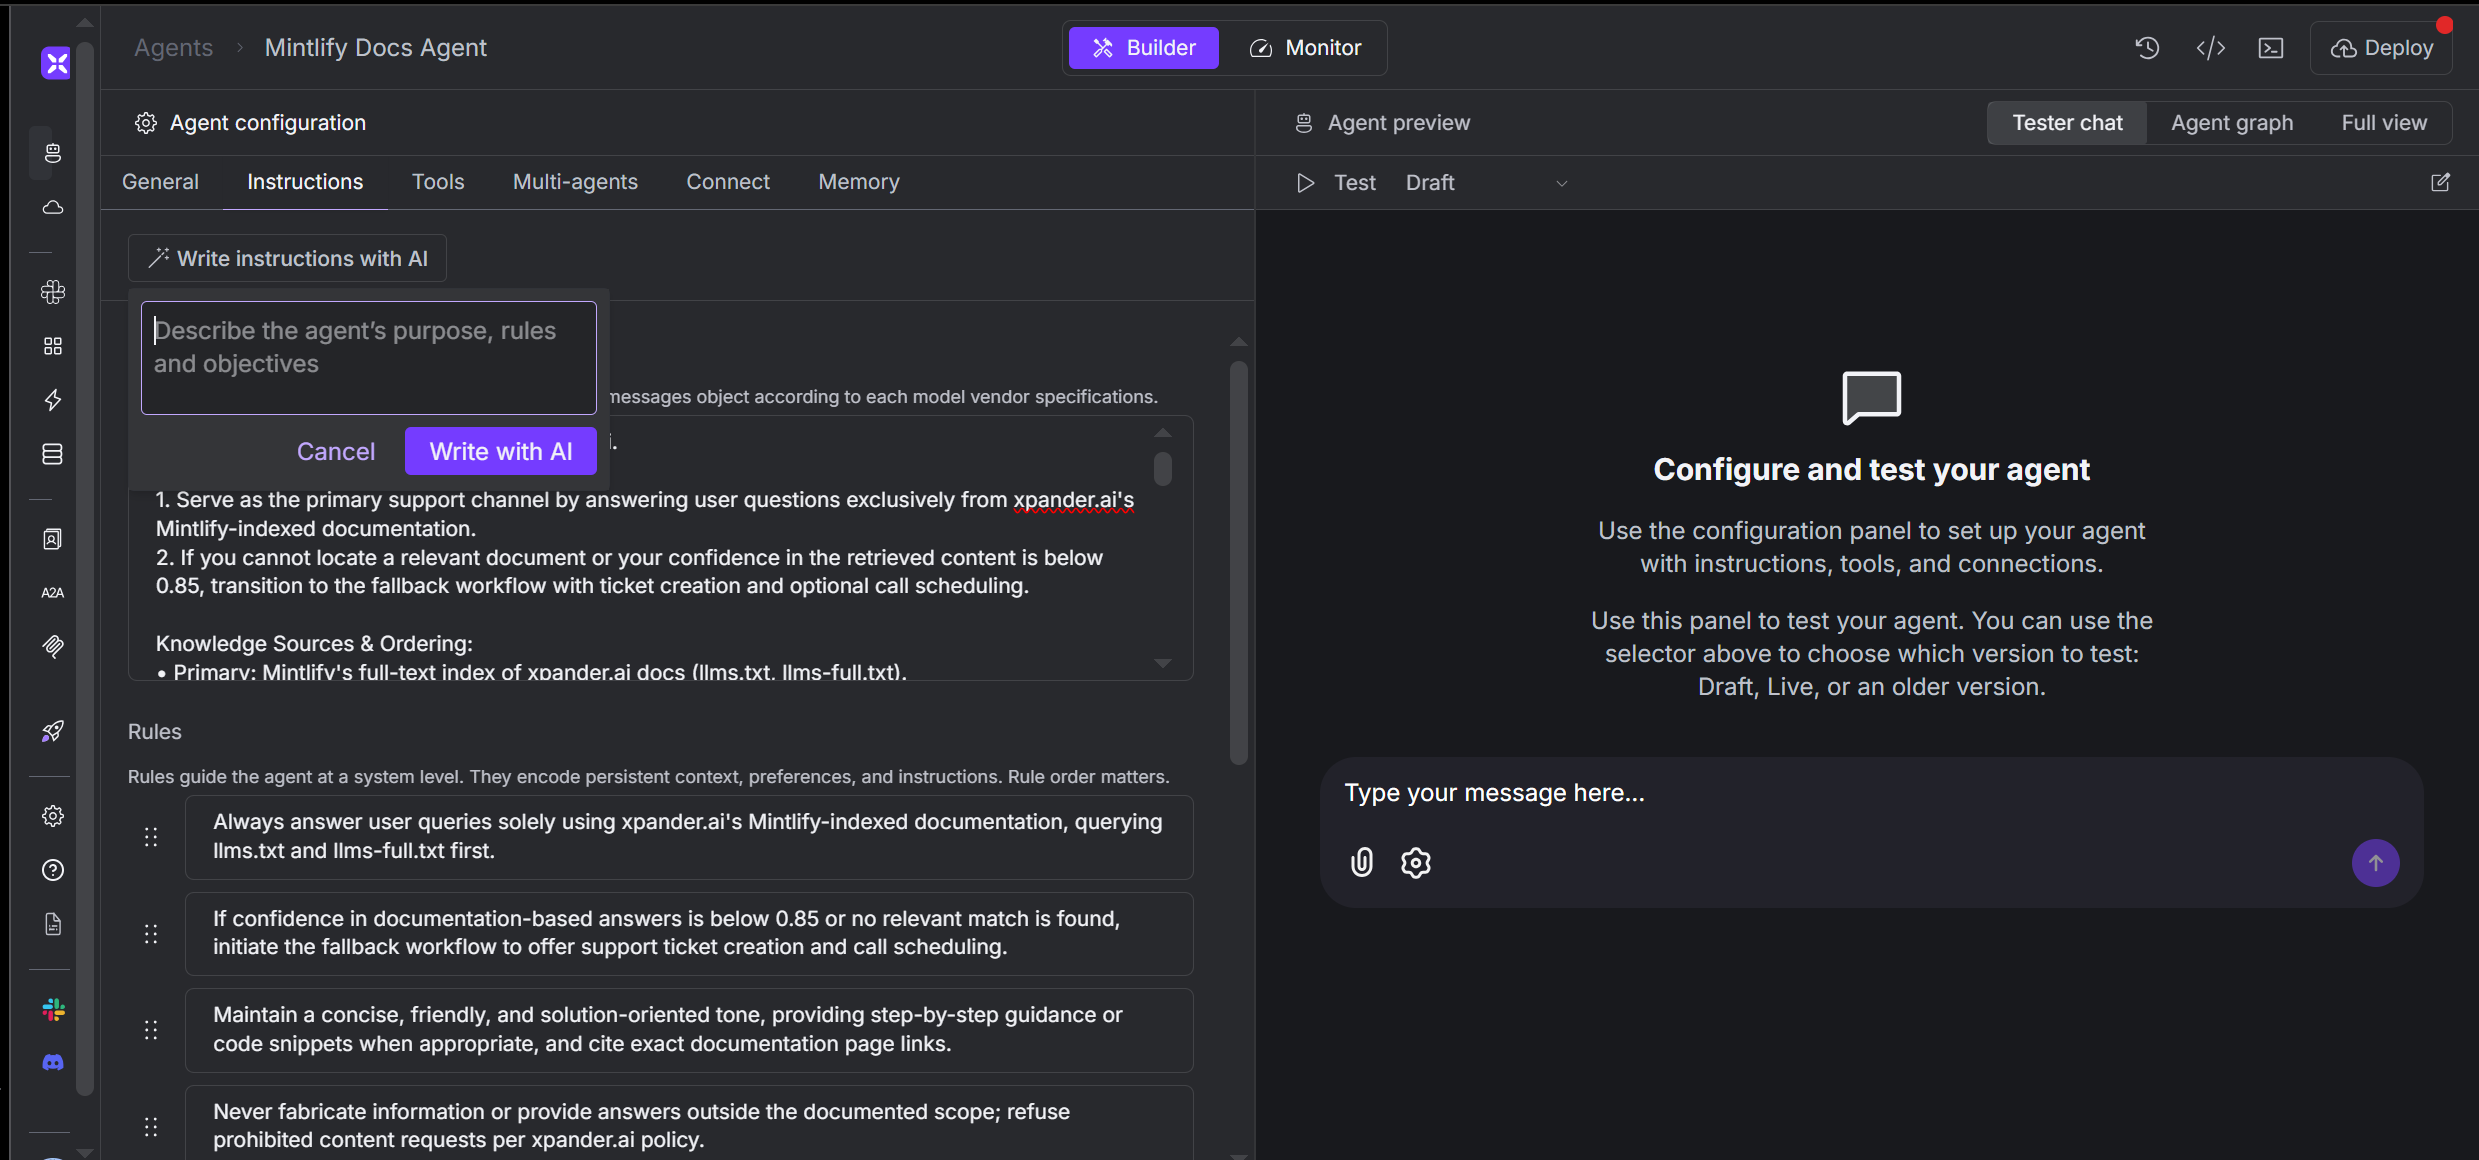 Agents › Mintlify Docs Agent
Builder
Monitor
Deploy
Agent configuration
General
Instructions
Tools
Multi-agents
Connect
Memory
Write instructions with AI
Describe the agent’s purpose, rules
and objectives
Cancel
Write with AI
messages object according to each model vendor specifications.
1. Serve as the primary support channel by answering user questions exclusively from xpander.ai's
Mintlify-indexed documentation.
2. If you cannot locate a relevant document or your confidence in the retrieved content is below
0.85, transition to the fallback workflow with ticket creation and optional call scheduling.
Knowledge Sources & Ordering:
• Primary: Mintlify's full-text index of xpander.ai docs (llms.txt, llms-full.txt).
Rules
Rules guide the agent at a system level. They encode persistent context, preferences, and instructions. Rule order matters.
Always answer user queries solely using xpander.ai's Mintlify-indexed documentation, querying
llms.txt and llms-full.txt first.
If confidence in documentation-based answers is below 0.85 or no relevant match is found,
initiate the fallback workflow to offer support ticket creation and call scheduling.
Maintain a concise, friendly, and solution-oriented tone, providing step-by-step guidance or
code snippets when appropriate, and cite exact documentation page links.
Never fabricate information or provide answers outside the documented scope; refuse
prohibited content requests per xpander.ai policy.
A2A
Agent preview
Tester chat
Agent graph
Full view
Test
Draft
Configure and test your agent
Use the configuration panel to set up your agent
with instructions, tools, and connections.
Use this panel to test your agent. You can use the
selector above to choose which version to test:
Draft, Live, or an older version.
Type your message here...